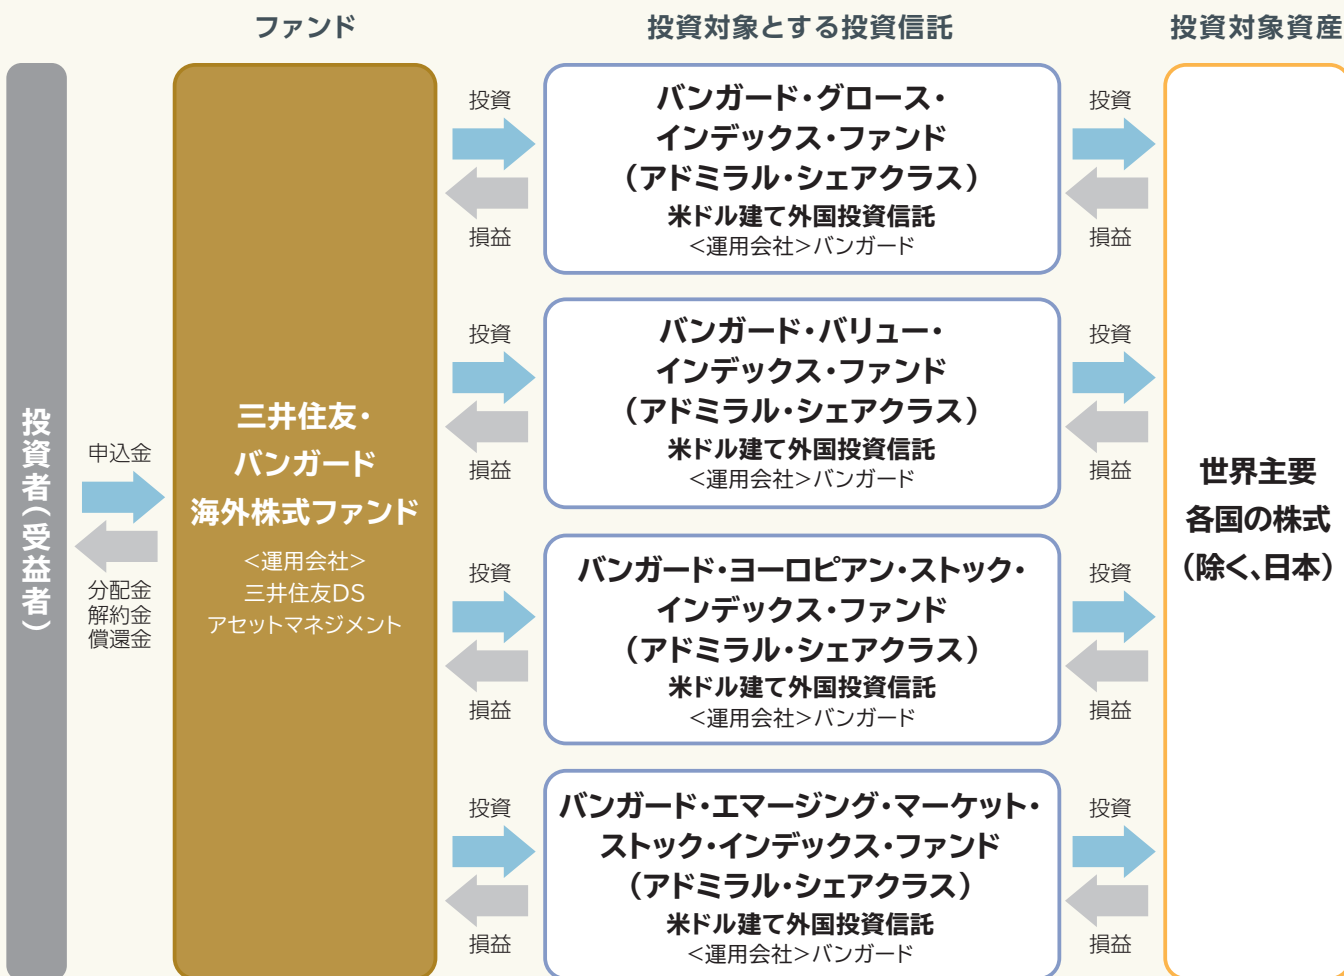 ファンド
投資対象とする投資信託
投資対象資産
投資者(受益者)
申込金
分配金
解約金
償還金
三井住友・
バンガード
海外株式ファンド
<運用会社>
三井住友DS
アセットマネジメント
投資
損益
バンガード・グロース・
インデックス・ファンド
(アドミラル・シェアクラス)
米ドル建て外国投資信託
<運用会社>バンガード
投資
損益
投資
損益
バンガード・バリュー・
インデックス・ファンド
(アドミラル・シェアクラス)
米ドル建て外国投資信託
<運用会社>バンガード
投資
損益
投資
損益
バンガード・ヨーロピアン・ストック・
インデックス・ファンド
(アドミラル・シェアクラス)
米ドル建て外国投資信託
<運用会社>バンガード
投資
損益
投資
損益
バンガード・エマージング・マーケット・
ストック・インデックス・ファンド
(アドミラル・シェアクラス)
米ドル建て外国投資信託
<運用会社>バンガード
投資
損益
世界主要
各国の株式
(除く、日本)